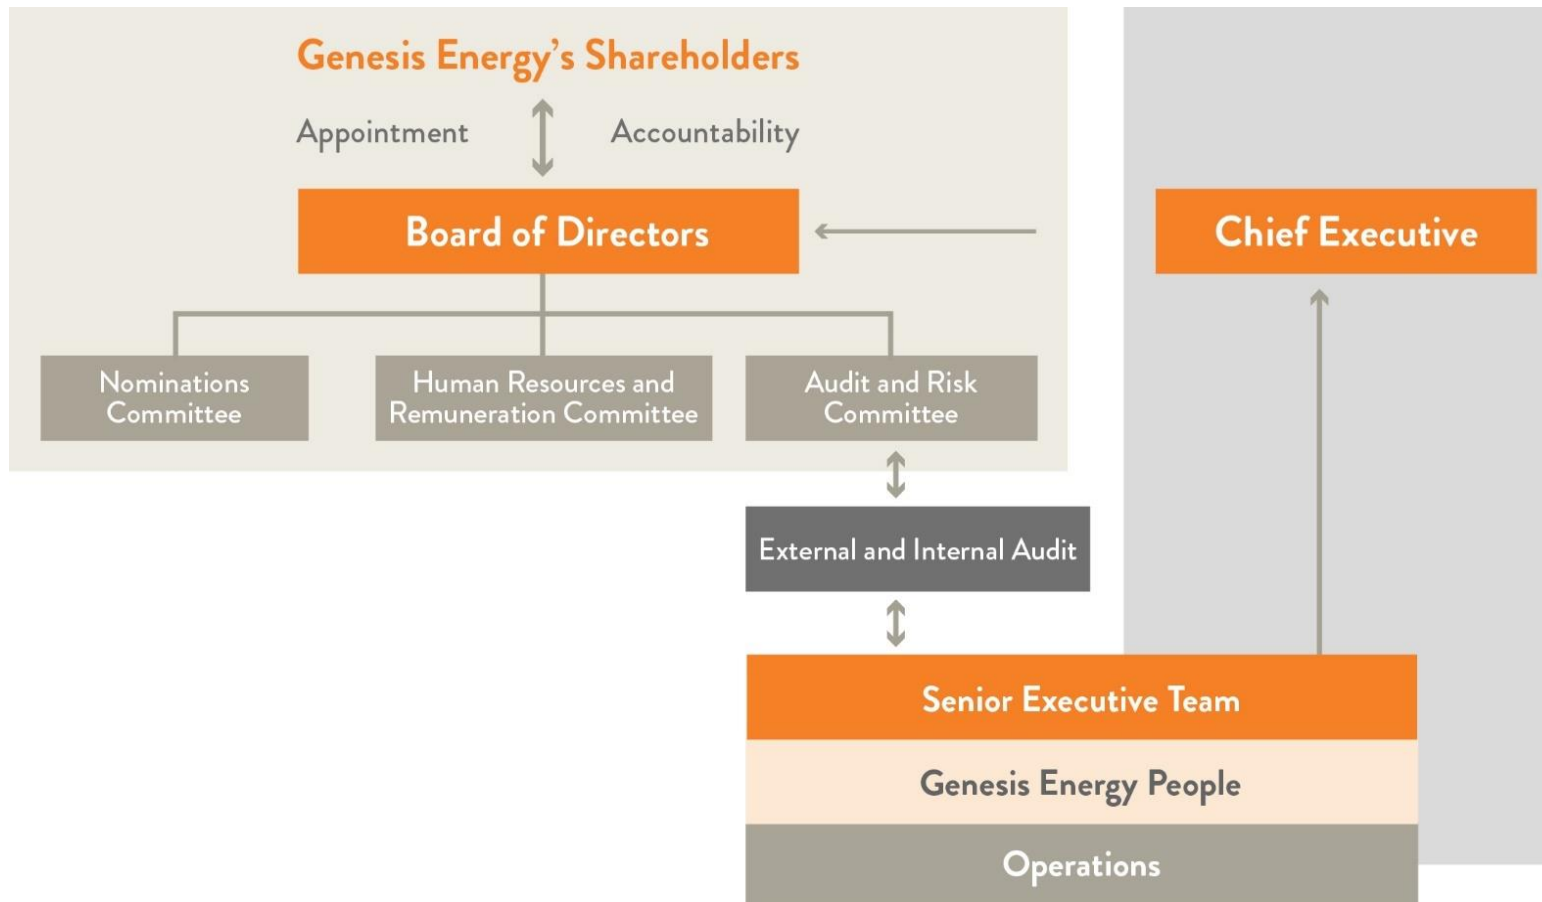 Genesis Energy’s Shareholders
Appointment
Accountability
Board of Directors
Chief Executive
Nominations
Committee
Human Resources and
Remuneration Committee
Audit and Risk
Committee
External and Internal Audit
Senior Executive Team
Genesis Energy People
Operations